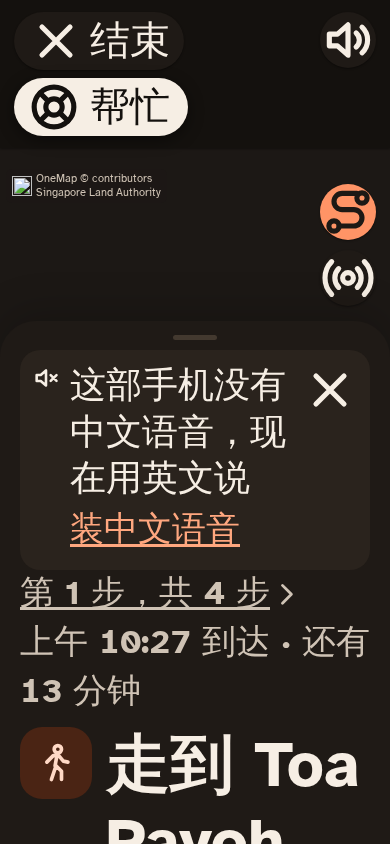 结束
帮忙
OneMap © contributors
Singapore Land Authority
这部手机没有
中文语音，现
在用英文说
装中文语音
第 1 步，共 4 步
上午 10:27 到达 · 还有
13 分钟
走到 Toa
Payoh